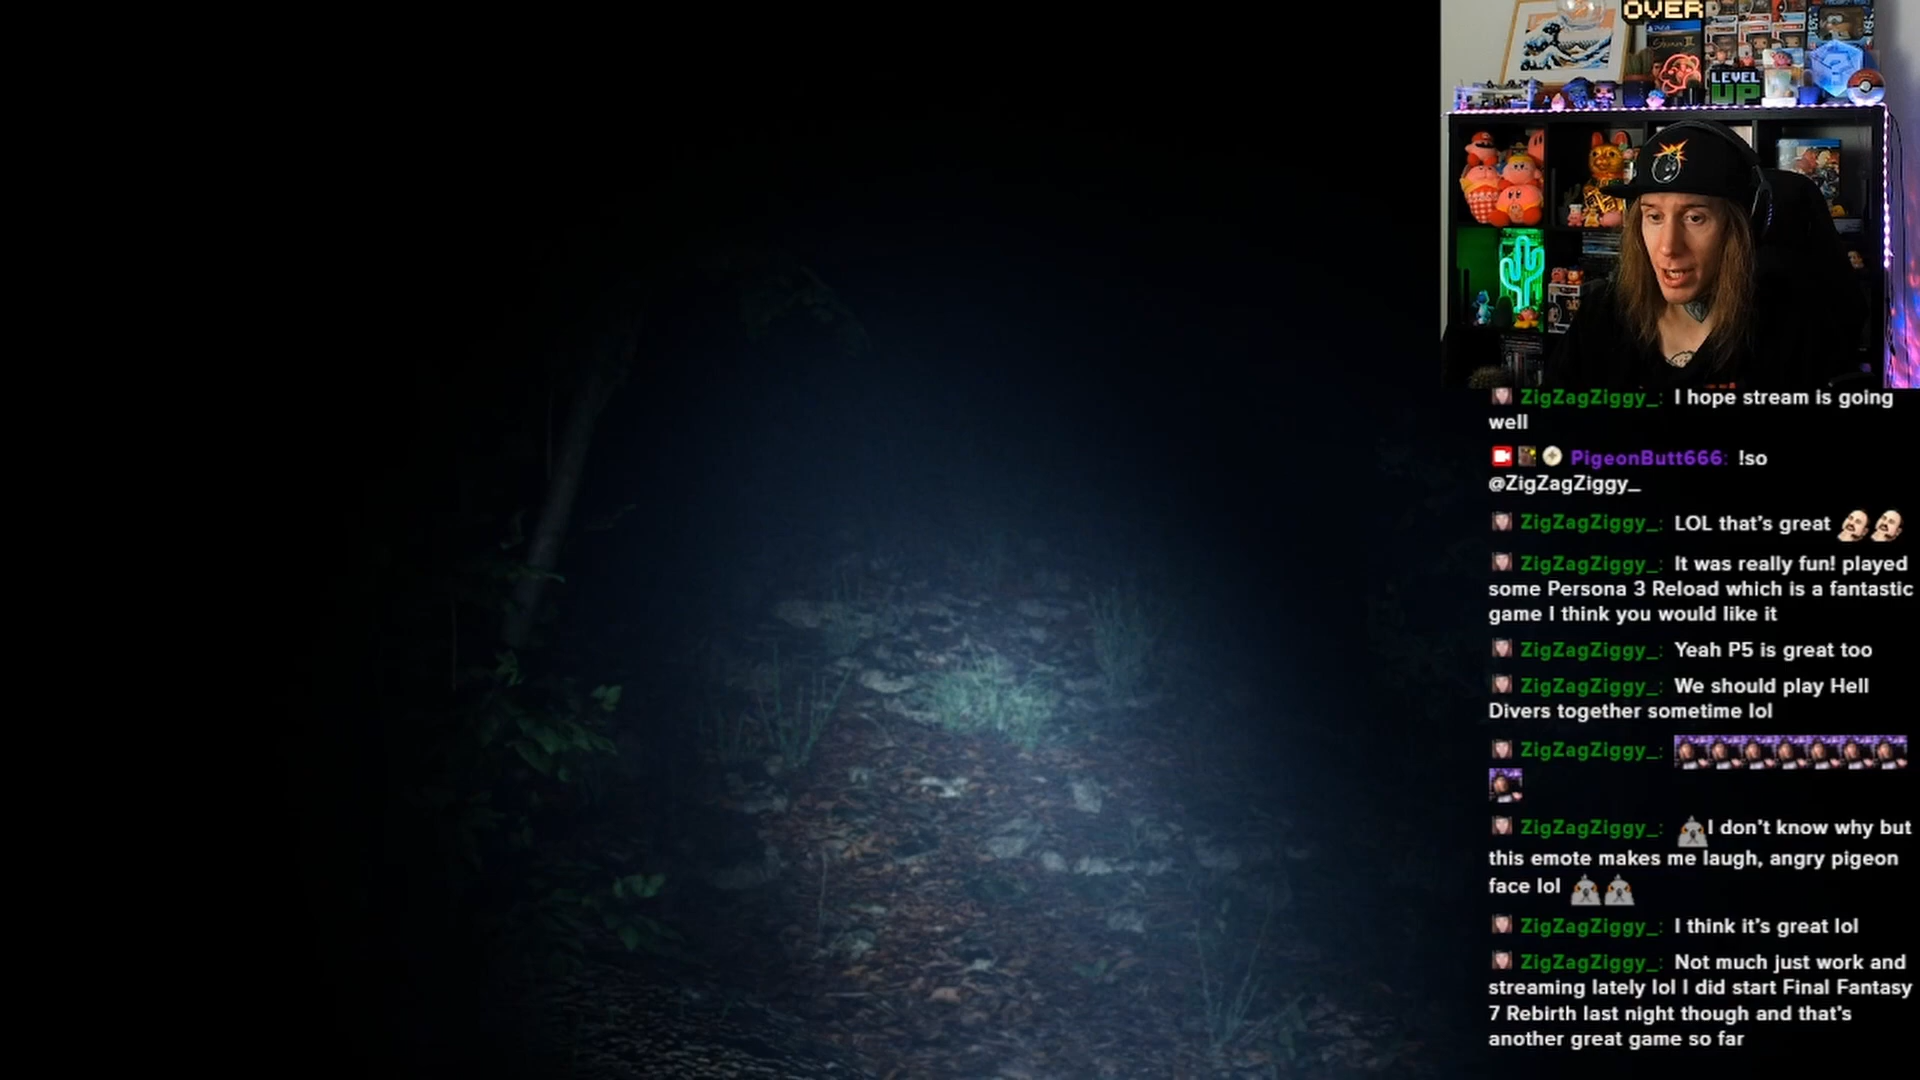 OVER
LEVEL
UP
ZigZagZiggy_: I hope stream is going
well
PigeonButt666: !so
@ZigZagZiggy_
ZigZagZiggy_: LOL that's great
ZigZagZiggy_: It was really fun! played
some Persona 3 Reload which is a fantastic
game I think you would like it
ZigZagZiggy_: Yeah P5 is great too
ZigZagZiggy_: We should play Hell
Divers together sometime lol
ZigZagZiggy_:
ZigZagZiggy_: I don't know why but
this emote makes me laugh, angry pigeon
face lol
ZigZagZiggy_: I think it's great lol
ZigZagZiggy_: Not much just work and
streaming lately lol I did start Final Fantasy
7 Rebirth last night though and that's
another great game so far